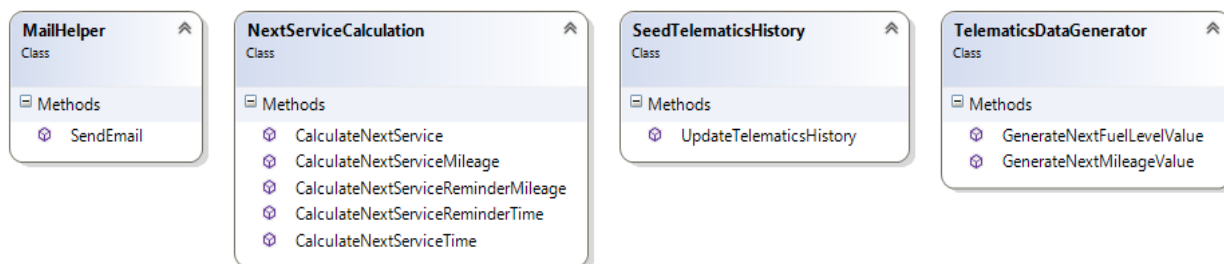 MailHelper
Class
Methods
SendEmail
NextServiceCalculation
Class
Methods
CalculateNextService
CalculateNextServiceMileage
CalculateNextServiceReminderMileage
CalculateNextServiceReminderTime
CalculateNextServiceTime
SeedTelematicsHistory
Class
Methods
UpdateTelematicsHistory
TelematicsDataGenerator
Class
Methods
GenerateNextFuelLevelValue
GenerateNextMileageValue